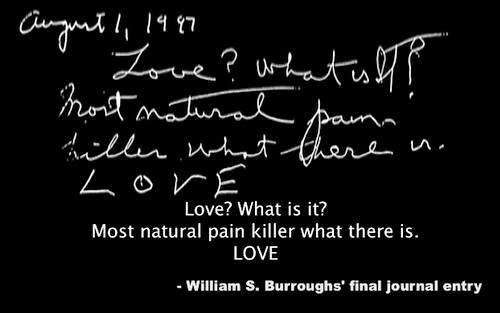 August 1, 1997
Love? What is It?
Most natural pain
killer what there is.
LOVE
Love? What is it?
Most natural pain killer what there is.
LOVE
- William S. Burroughs' final journal entry